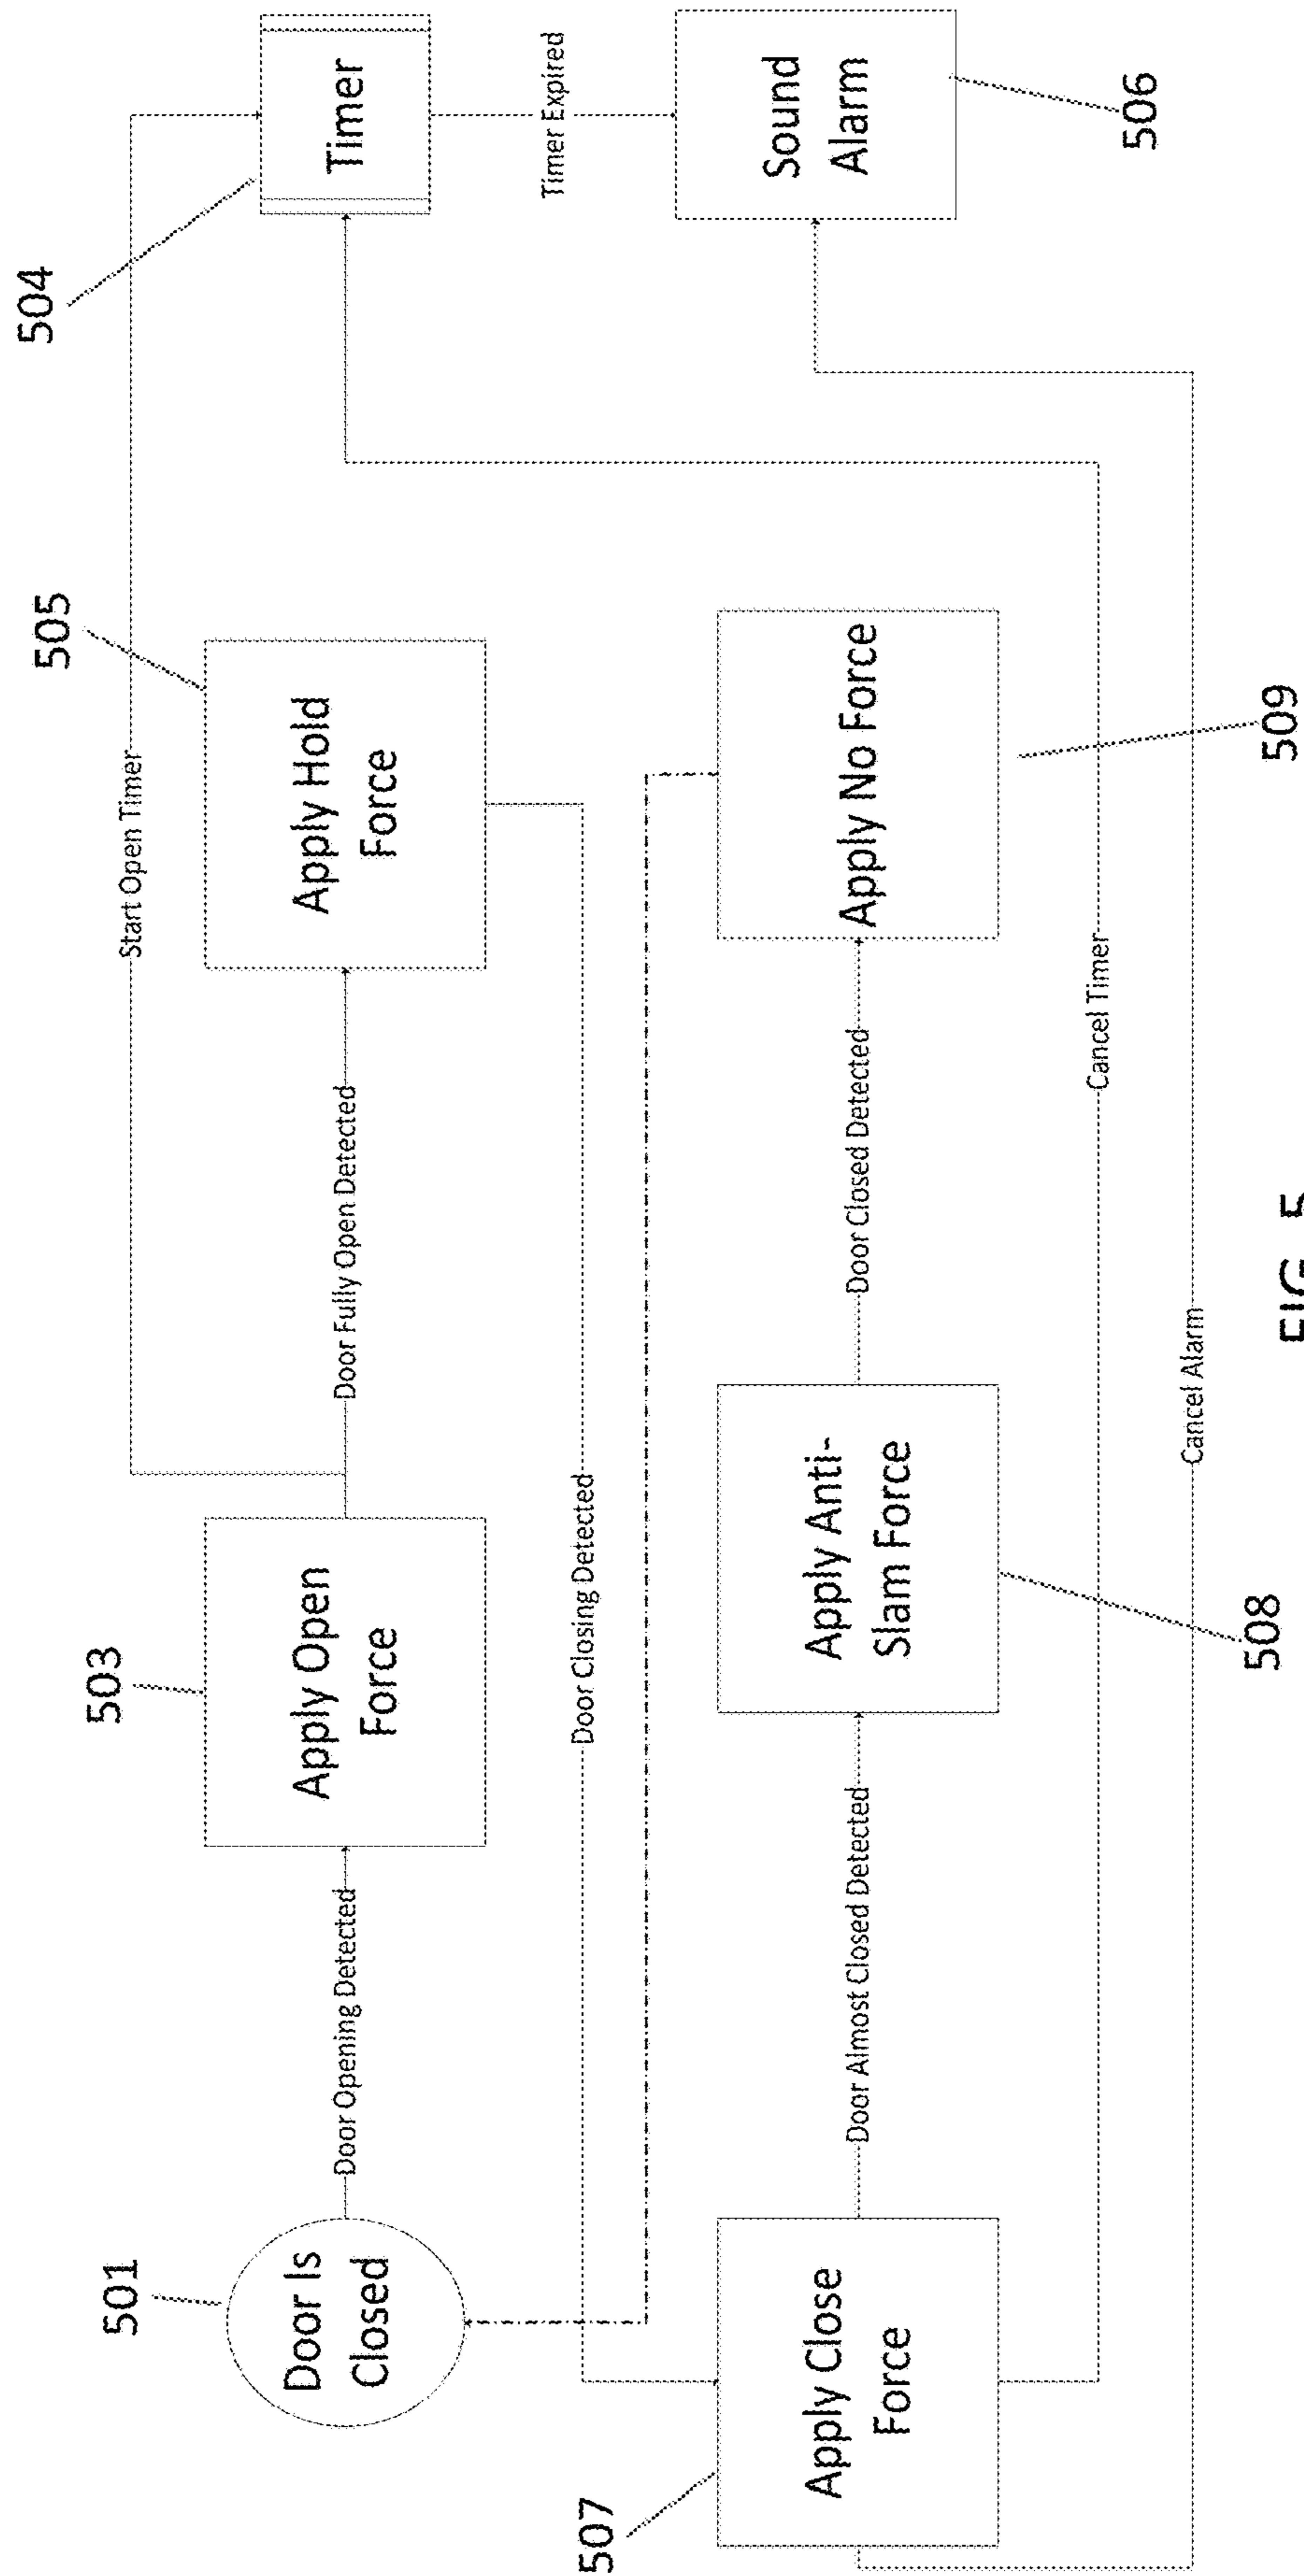 504
505
503
501
Start Open Timer
Door Is
Closed
Door Opening Detected
Apply Open
Force
Door Fully Open Detected
Apply Hold
Force
Timer
Timer Expired
Door Closing Detected
507
Apply Close
Force
Door Almost Closed Detected
Apply Anti-
Slam Force
Door Closed Detected
Apply No Force
Sound
Alarm
506
Cancel Timer
Cancel Alarm
508
509
FIG. 5